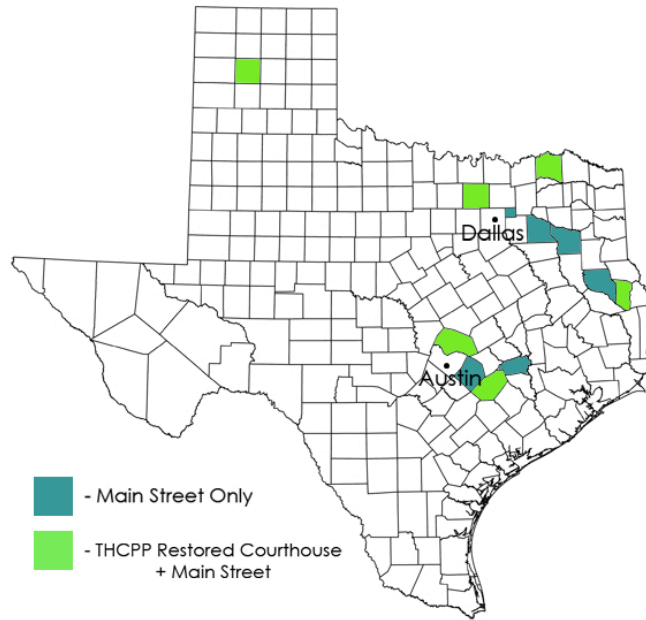 Dallas
Austin
- Main Street Only
- THCPP Restored Courthouse
+ Main Street